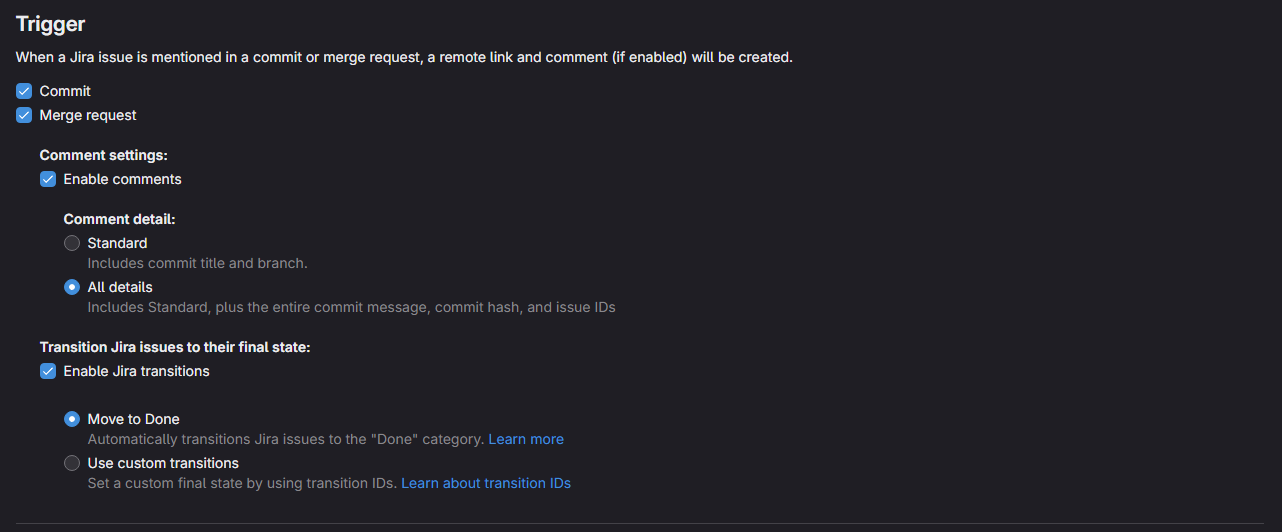 Trigger
When a Jira issue is mentioned in a commit or merge request, a remote link and comment (if enabled) will be created.
Commit
Merge request
Comment settings:
Enable comments
Comment detail:
Standard
Includes commit title and branch.
All details
Includes Standard, plus the entire commit message, commit hash, and issue IDs
Transition Jira issues to their final state:
Enable Jira transitions
Move to Done
Automatically transitions Jira issues to the "Done" category. Learn more
Use custom transitions
Set a custom final state by using transition IDs. Learn about transition IDs